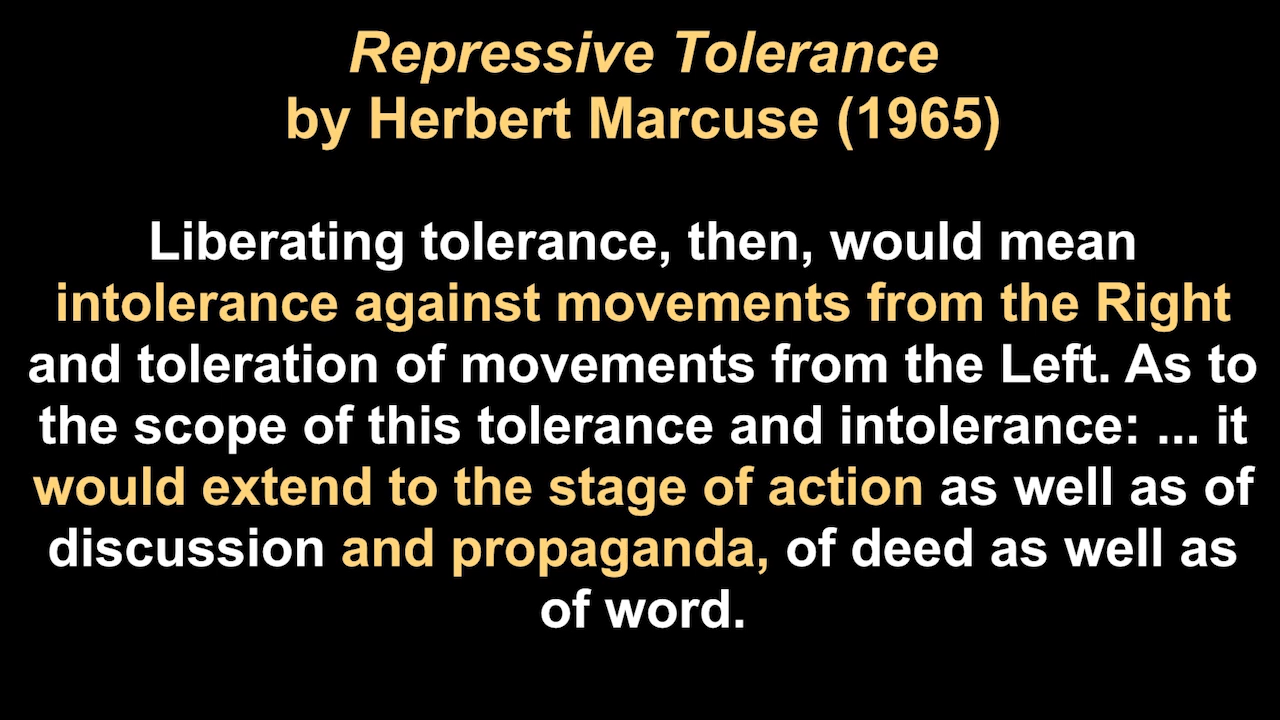 Repressive Tolerance
by Herbert Marcuse (1965)
Liberating tolerance, then, would mean
intolerance against movements from the Right
and toleration of movements from the Left. As to
the scope of this tolerance and intolerance: ... it
would extend to the stage of action as well as of
discussion and propaganda, of deed as well as
of word.